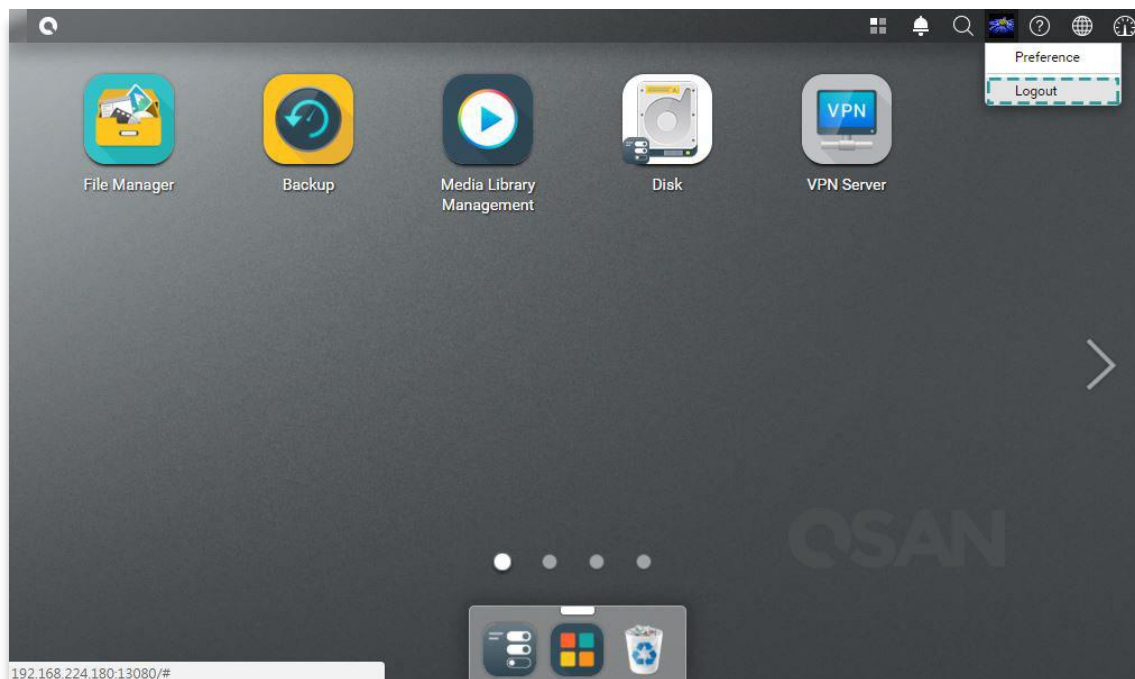 Preference
Logout
VPN
File Manager
Backup
Media Library
Management
Disk
VPN Server
QSAN
192.168.224.180:13080/#